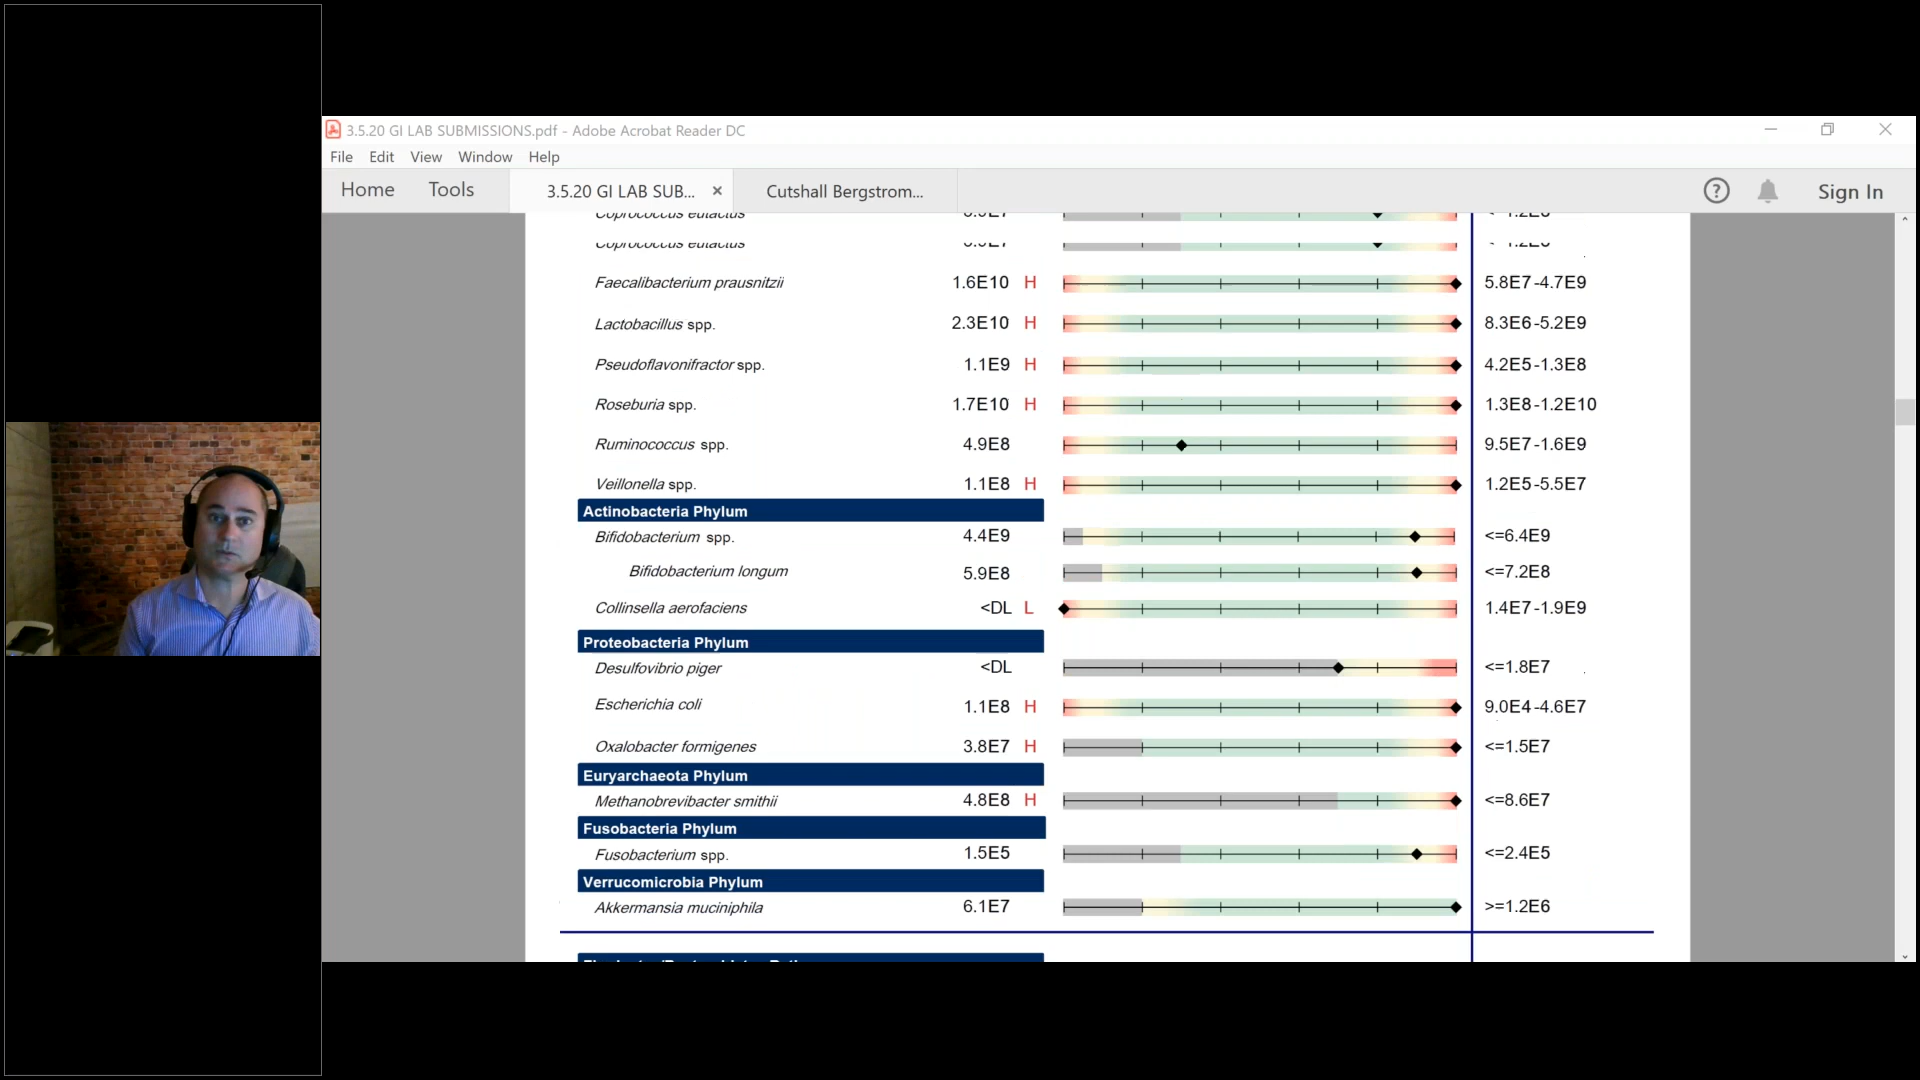 3.5.20 GI LAB SUBMISSIONS.pdf - Adobe Acrobat Reader DC
File Edit View Window Help
Home Tools 3.5.20 GI LAB SUB... × Cutshall Bergstrom... Sign In
Coprococcus eutactus
Coprococcus eutactus
Faecalibacterium prausnitzii 1.6E10 H 5.8E7-4.7E9
Lactobacillus spp. 2.3E10 H 8.3E6-5.2E9
Pseudoflavonifractor spp. 1.1E9 H 4.2E5-1.3E8
Roseburia spp. 1.7E10 H 1.3E8-1.2E10
Ruminococcus spp. 4.9E8 9.5E7-1.6E9
Veillonella spp. 1.1E8 H 1.2E5-5.5E7
Actinobacteria Phylum
Bifidobacterium spp. 4.4E9 <=6.4E9
Bifidobacterium longum 5.9E8 <=7.2E8
Collinsella aerofaciens <DL L 1.4E7-1.9E9
Proteobacteria Phylum
Desulfovibrio piger <DL <=1.8E7
Escherichia coli 1.1E8 H 9.0E4-4.6E7
Oxalobacter formigenes 3.8E7 H <=1.5E7
Euryarchaeota Phylum
Methanobrevibacter smithii 4.8E8 H <=8.6E7
Fusobacteria Phylum
Fusobacterium spp. 1.5E5 <=2.4E5
Verrucomicrobia Phylum
Akkermansia muciniphila 6.1E7 >=1.2E6